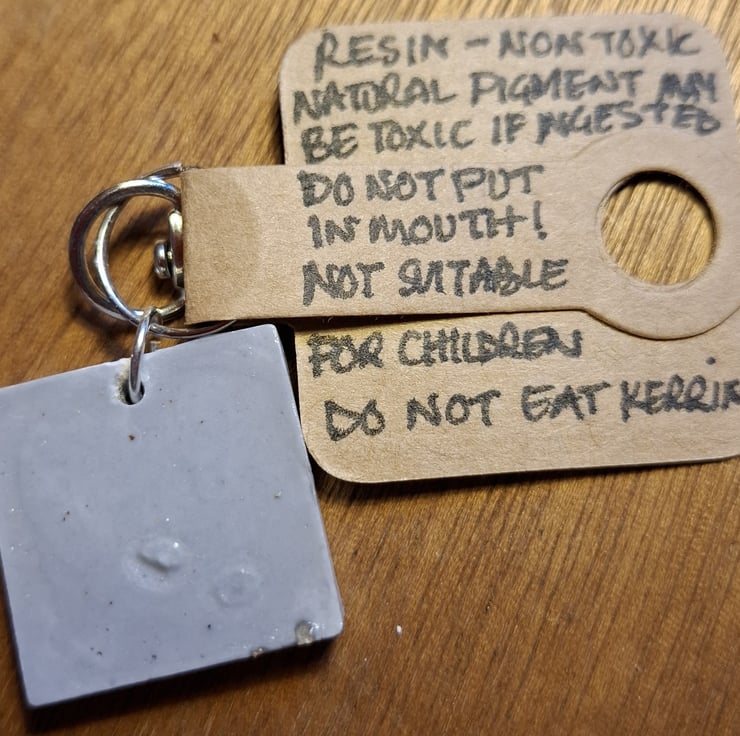 RESIN - NON TOXIC
NATURAL PIGMENT MAY
BE TOXIC IF INGESTED
DO NOT PUT
IN MOUTH!
NOT SUITABLE
FOR CHILDREN
DO NOT EAT